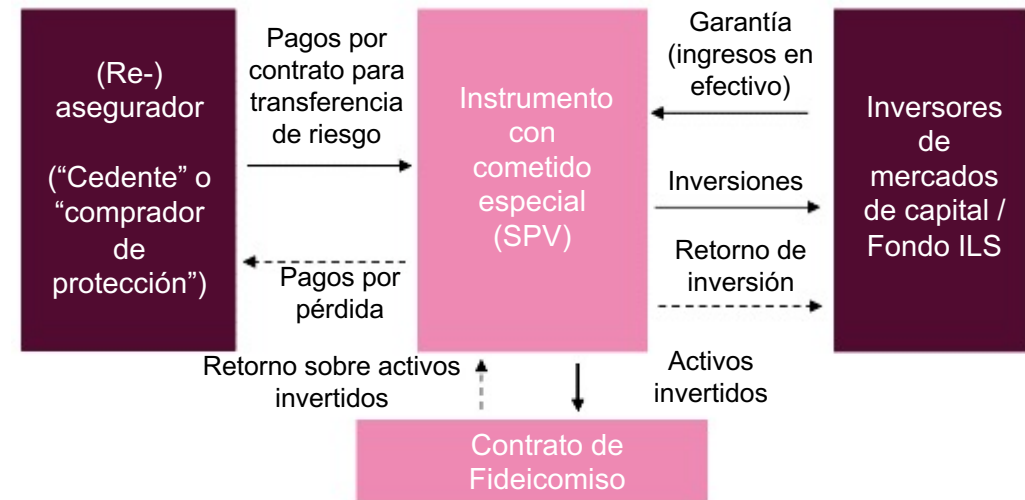 (Re-)
asegurador
(“Cedente” o
“comprador
de
protección”)
Pagos por
contrato para
transferencia
de riesgo
Pagos por
pérdida
Instrumento
con
cometido
especial
(SPV)
Garantía
(ingresos en
efectivo)
Inversiones
Retorno de
inversión
Inversores
de
mercados
de capital /
Fondo ILS
Retorno sobre activos
invertidos
Activos
invertidos
Contrato de
Fideicomiso